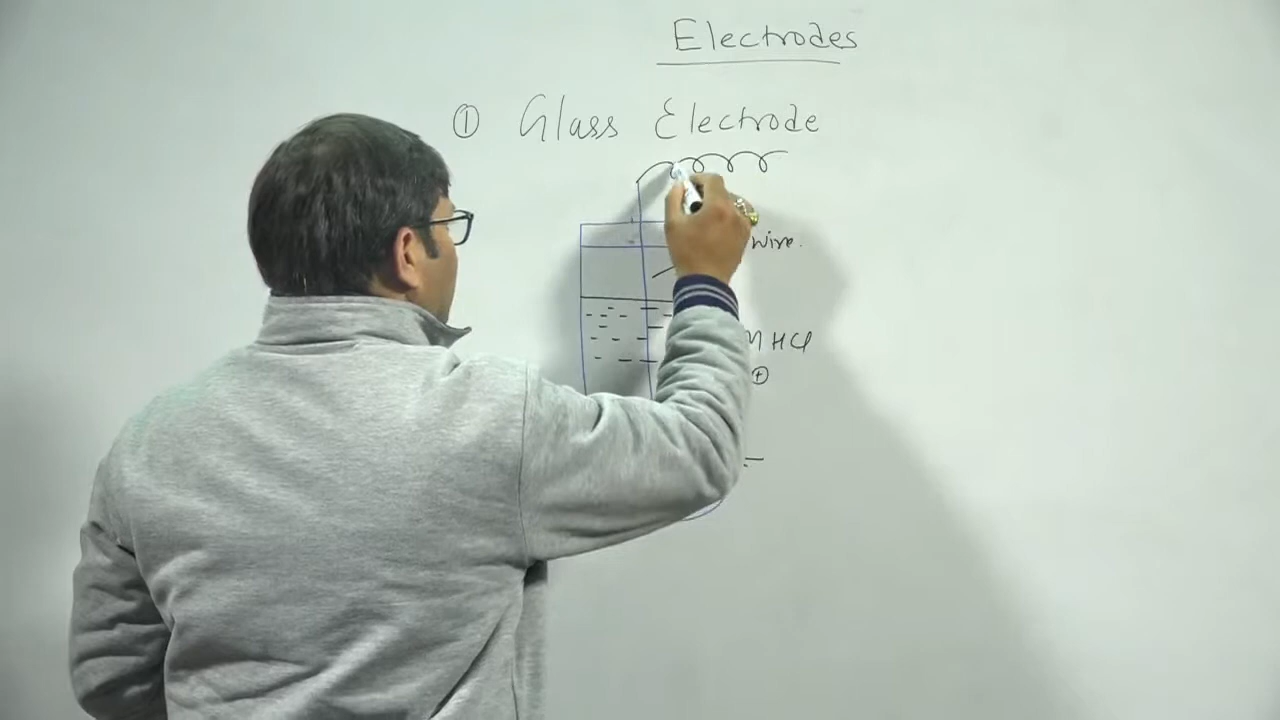 Electrodes
① Glass Electrode
wire.
M HCl
⊕